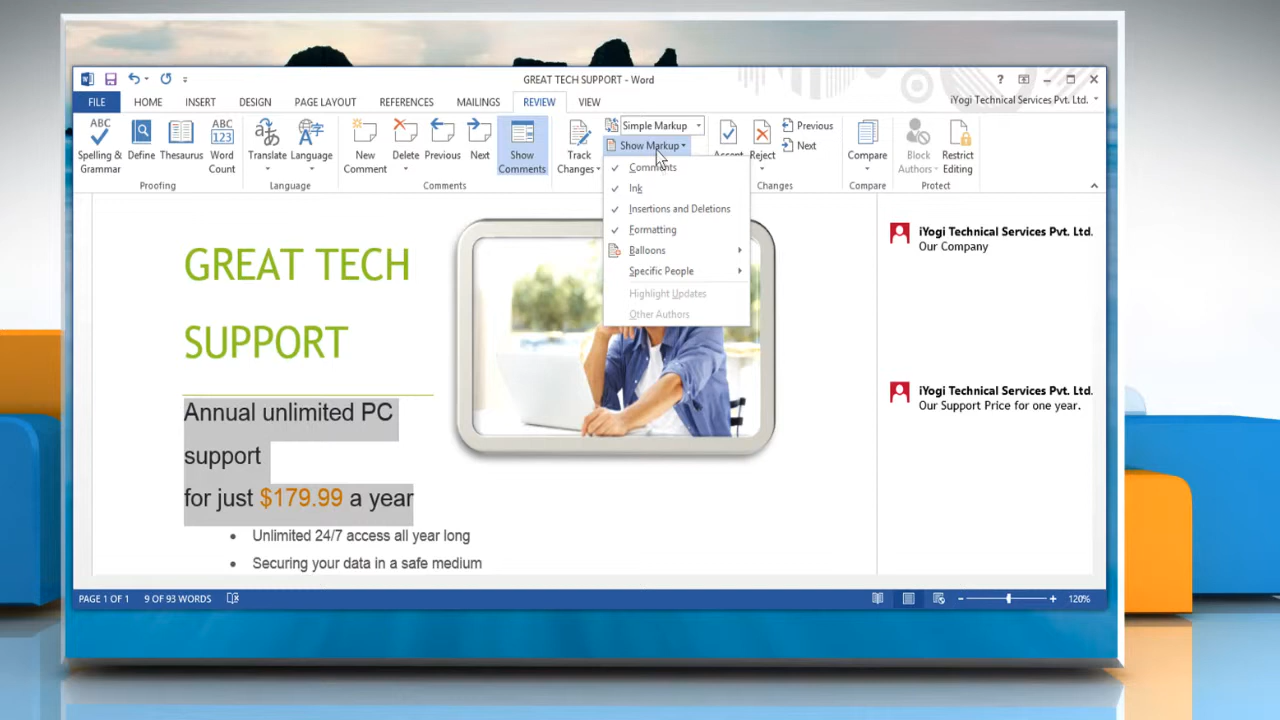 GREAT TECH SUPPORT - Word
?
iYogi Technical Services Pvt. Ltd.
FILE HOME INSERT DESIGN PAGE LAYOUT REFERENCES MAILINGS REVIEW VIEW
ABC
Spelling & Grammar
Define
Thesaurus
ABC
123
Word Count
Translate
Language
New Comment
Delete
Previous
Next
Show Comments
Track Changes
Simple Markup
Show Markup
Accept
Reject
Previous
Next
Compare
Block Authors
Restrict Editing
Proofing
Language
Comments
Changes
Compare
Protect
Comments
Ink
Insertions and Deletions
Formatting
Balloons
Specific People
Highlight Updates
Other Authors
GREAT TECH
SUPPORT
Annual unlimited PC
support
for just $179.99 a year
• Unlimited 24/7 access all year long
• Securing your data in a safe medium
iYogi Technical Services Pvt. Ltd.
Our Company
iYogi Technical Services Pvt. Ltd.
Our Support Price for one year.
PAGE 1 OF 1 9 OF 93 WORDS
120%